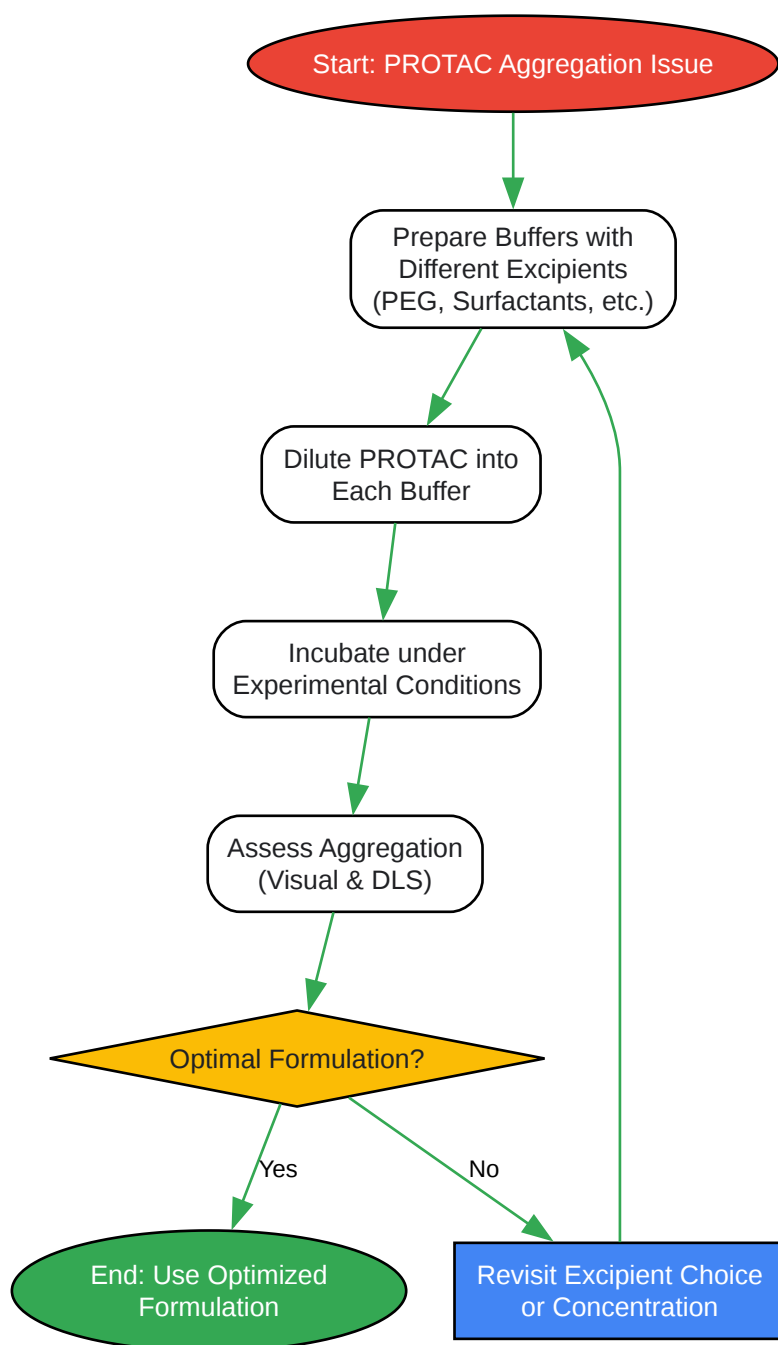 Start: PROTAC Aggregation Issue
Prepare Buffers with
Different Excipients
(PEG, Surfactants, etc.)
Dilute PROTAC into
Each Buffer
Incubate under
Experimental Conditions
Assess Aggregation
(Visual & DLS)
Optimal Formulation?
Yes
No
End: Use Optimized
Formulation
Revisit Excipient Choice
or Concentration